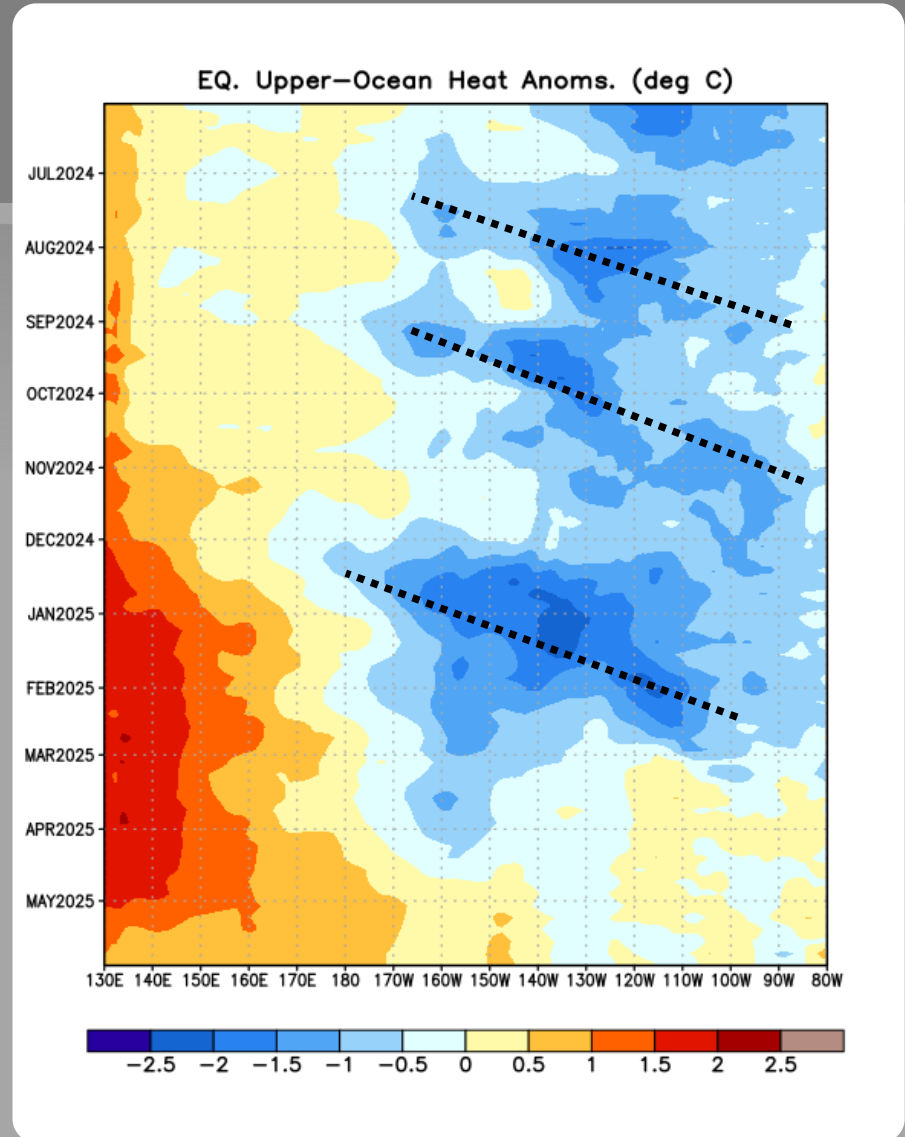 EQ. Upper-Ocean Heat Anoms. (deg C)
JUL2024
AUG2024
SEP2024
OCT2024
NOV2024
DEC2024
JAN2025
FEB2025
MAR2025
APR2025
MAY2025
130E 140E 150E 160E 170E 180 170W 160W 150W 140W 130W 120W 110W 100W 90W 80W
-2.5 -2 -1.5 -1 -0.5 0 0.5 1 1.5 2 2.5